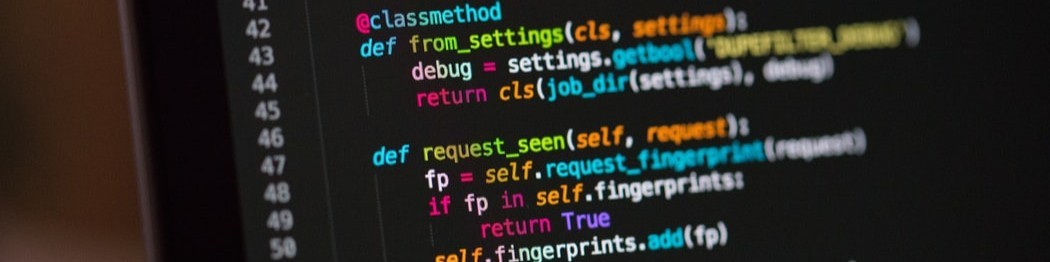 41
42 @classmethod
43 def from_settings(cls, settings):
44 debug = settings.getbool('DUPEFILTER_DEBUG')
45 return cls(job_dir(settings), debug)
46
47 def request_seen(self, request):
48 fp = self.request_fingerprint(request)
49 if fp in self.fingerprints:
50 return True
self.fingerprints.add(fp)